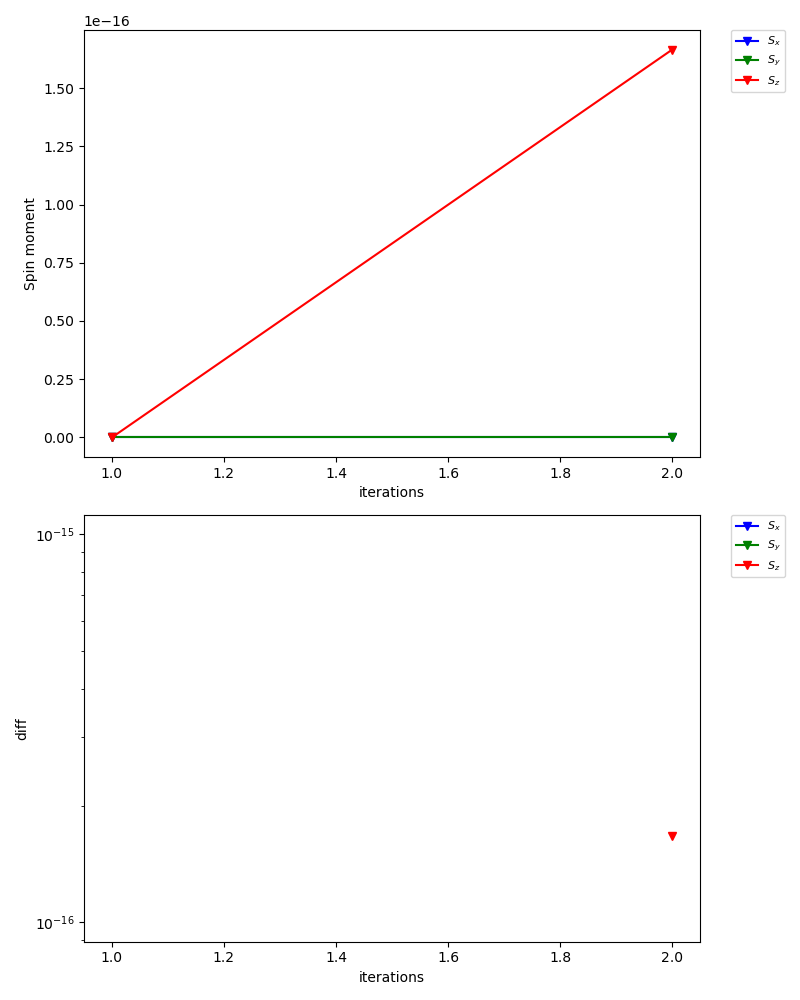 1e−16
1.50
1.25
1.00
0.75
0.50
0.25
0.00
Spin moment
1.0 1.2 1.4 1.6 1.8 2.0
iterations
S_x
S_y
S_z
10^{-15}
10^{-16}
diff
1.0 1.2 1.4 1.6 1.8 2.0
iterations
S_x
S_y
S_z